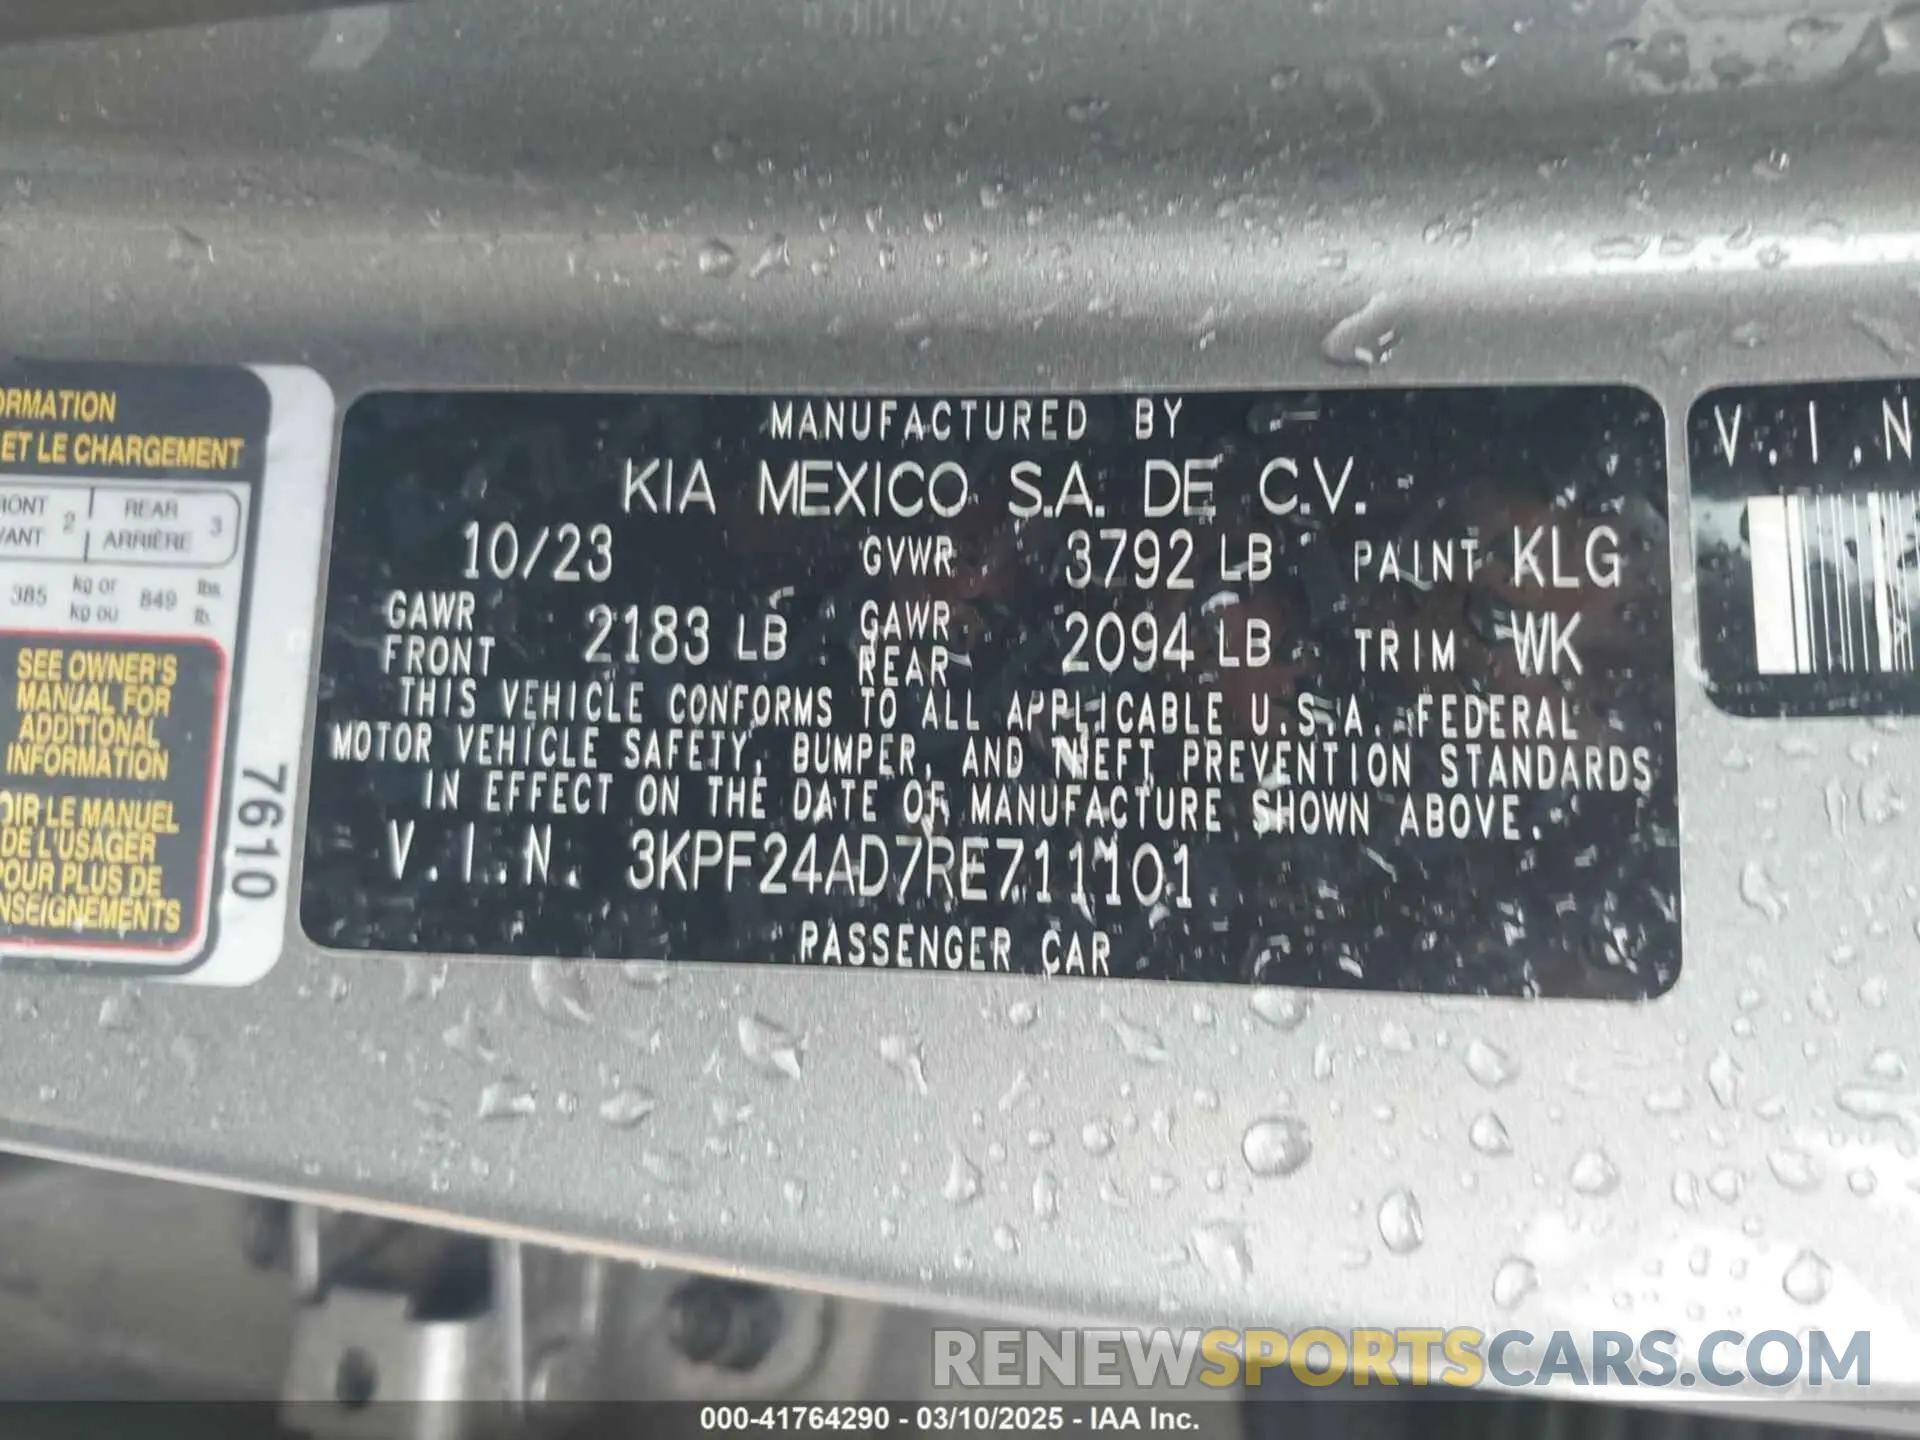 ORMATION
ET LE CHARGEMENT
RONT 2 REAR 3
VANT ARRIÈRE
385 kg or 849 lbs.
kg ou lb.
SEE OWNER'S
MANUAL FOR
ADDITIONAL
INFORMATION
OIR LE MANUEL
DE L'USAGER
POUR PLUS DE
NSEIGNEMENTS
7610
MANUFACTURED BY
KIA MEXICO S.A. DE C.V.
10/23 GVWR 3792 LB PAINT KLG
GAWR FRONT 2183 LB GAWR REAR 2094 LB TRIM WK
THIS VEHICLE CONFORMS TO ALL APPLICABLE U.S.A. FEDERAL
MOTOR VEHICLE SAFETY, BUMPER, AND THEFT PREVENTION STANDARDS
IN EFFECT ON THE DATE OF MANUFACTURE SHOWN ABOVE.
V.I.N. 3KPF24AD7RE711101
PASSENGER CAR
V.I.N
RENEWSPORTSCARS.COM
000-41764290 - 03/10/2025 - IAA Inc.